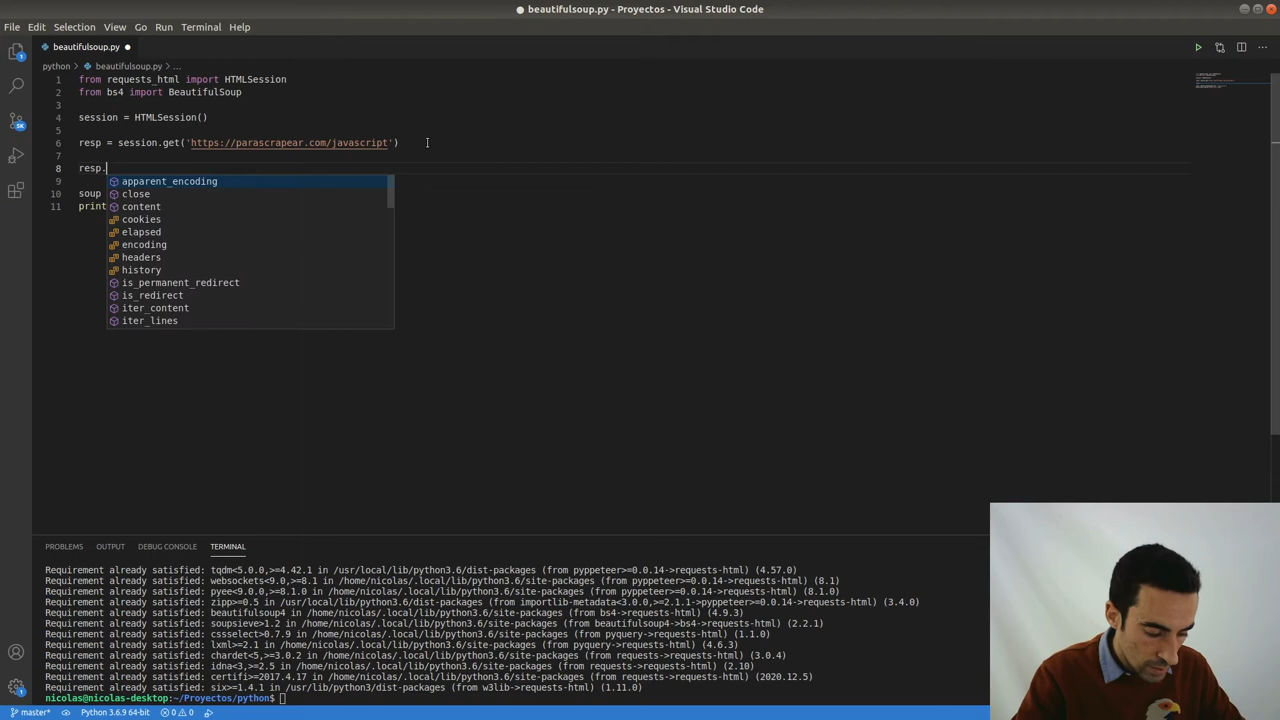 beautifulsoup.py - Proyectos - Visual Studio Code
File Edit Selection View Go Run Terminal Help
beautifulsoup.py
python > beautifulsoup.py > ...
1 from requests_html import HTMLSession
2 from bs4 import BeautifulSoup
3
4 session = HTMLSession()
5
6 resp = session.get('https://parascrapear.com/javascript')
7
8 resp.
apparent_encoding
9
close
10 soup
content
11 print
cookies
elapsed
encoding
headers
history
is_permanent_redirect
is_redirect
iter_content
iter_lines
PROBLEMS OUTPUT DEBUG CONSOLE TERMINAL
Requirement already satisfied: tqdm<5.0.0,>=4.42.1 in /usr/local/lib/python3.6/dist-packages (from pyppeteer>=0.0.14->requests-html) (4.57.0)
Requirement already satisfied: websockets<9.0,>=8.1 in /home/nicolas/.local/lib/python3.6/site-packages (from pyppeteer>=0.0.14->requests-html) (8.1)
Requirement already satisfied: pyee<9.0.0,>=8.1.0 in /home/nicolas/.local/lib/python3.6/site-packages (from pyppeteer>=0.0.14->requests-html) (8.1.0)
Requirement already satisfied: zipp>=0.5 in /usr/local/lib/python3.6/dist-packages (from importlib-metadata<3.0.0,>=2.1.1->pyppeteer>=0.0.14->requests-html) (3.4.0)
Requirement already satisfied: beautifulsoup4 in /home/nicolas/.local/lib/python3.6/site-packages (from bs4->requests-html) (4.9.3)
Requirement already satisfied: soupsieve>1.2 in /home/nicolas/.local/lib/python3.6/site-packages (from beautifulsoup4->bs4->requests-html) (2.2.1)
Requirement already satisfied: cssselect>0.7.9 in /home/nicolas/.local/lib/python3.6/site-packages (from pyquery->requests-html) (1.1.0)
Requirement already satisfied: lxml>=2.1 in /home/nicolas/.local/lib/python3.6/site-packages (from pyquery->requests-html) (4.6.3)
Requirement already satisfied: chardet<5,>=3.0.2 in /home/nicolas/.local/lib/python3.6/site-packages (from requests->requests-html) (3.0.4)
Requirement already satisfied: idna<3,>=2.5 in /home/nicolas/.local/lib/python3.6/site-packages (from requests->requests-html) (2.10)
Requirement already satisfied: certifi>=2017.4.17 in /home/nicolas/.local/lib/python3.6/site-packages (from requests->requests-html) (2020.12.5)
Requirement already satisfied: six>=1.4.1 in /usr/lib/python3/dist-packages (from w3lib->requests-html) (1.11.0)
nicolas@nicolas-desktop:~/Proyectos/python$
master* Python 3.6.9 64-bit 0 0